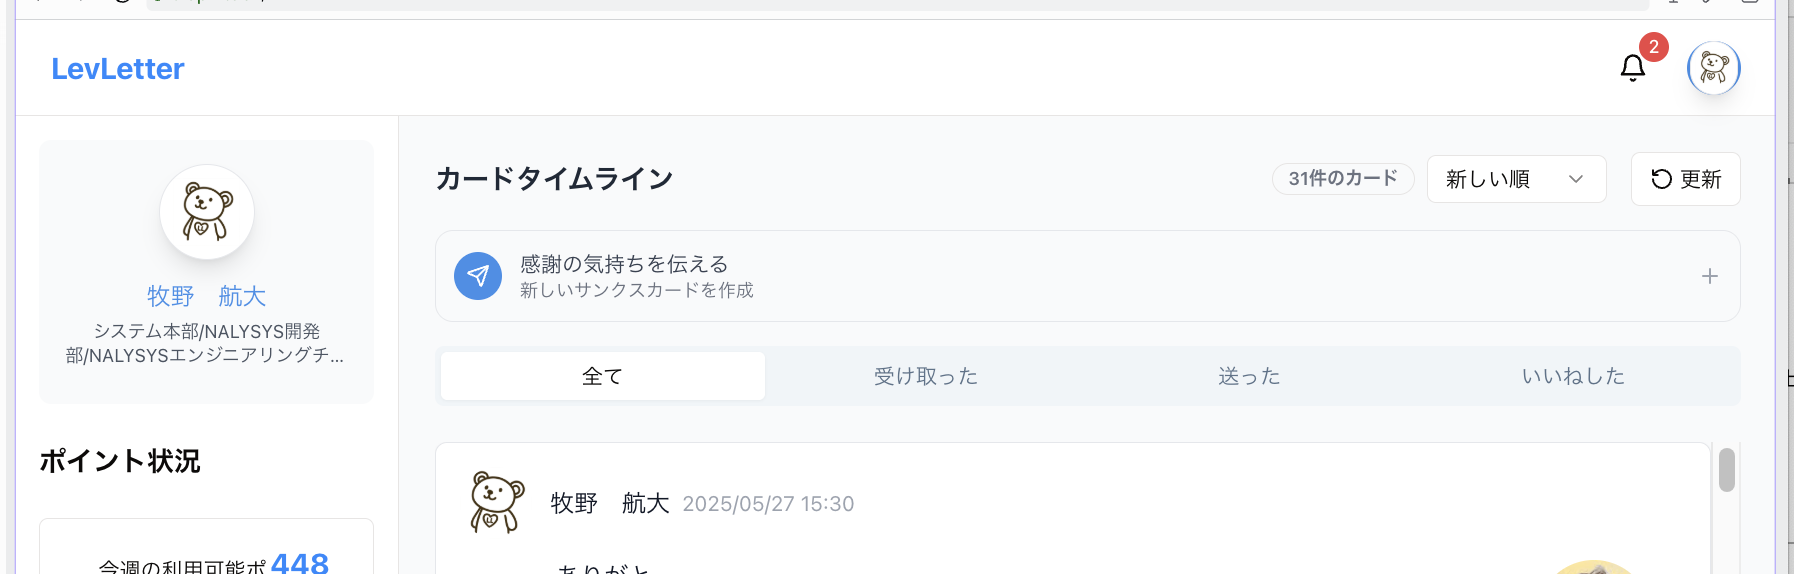 LevLetter
2
牧野　航大
システム本部/NALYSYS開発
部/NALYSYSエンジニアリングチ...
ポイント状況
今週の利用可能ポ 448
カードタイムライン
31件のカード
新しい順
更新
感謝の気持ちを伝える
新しいサンクスカードを作成
全て
受け取った
送った
いいねした
牧野　航大 2025/05/27 15:30
ありがと